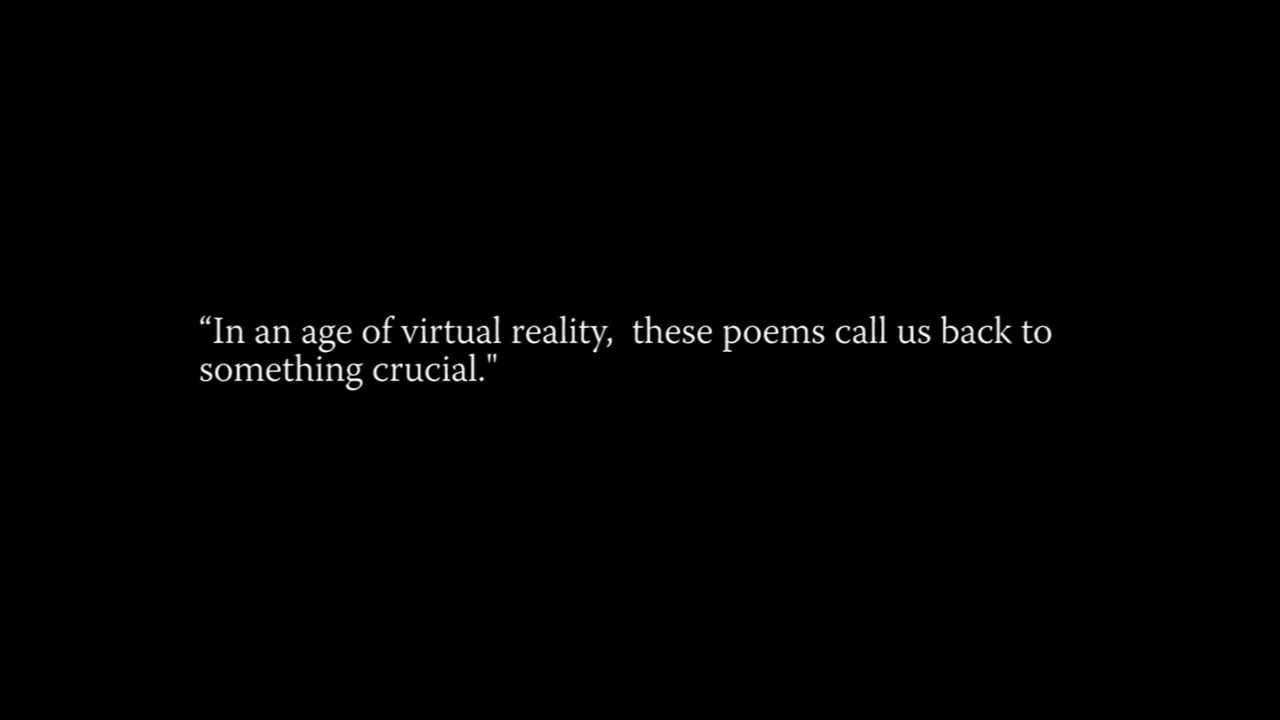 “In an age of virtual reality,  these poems call us back to
something crucial."